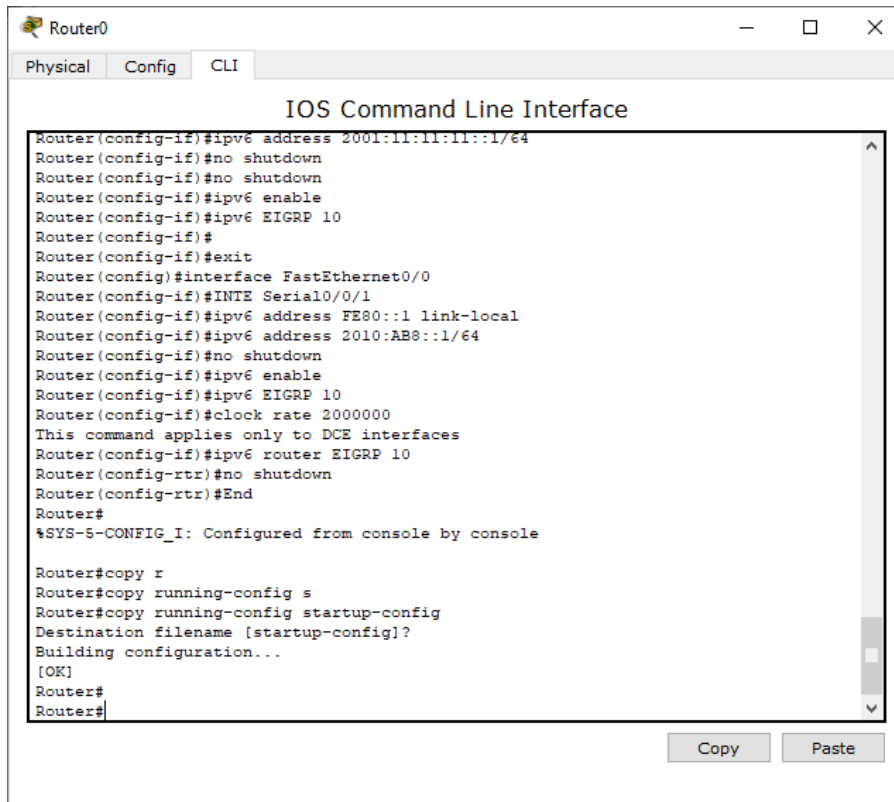 Router0
Physical Config CLI
IOS Command Line Interface
Router(config-if)#ipv6 address 2001:11:11:11::1/64
Router(config-if)#no shutdown
Router(config-if)#no shutdown
Router(config-if)#ipv6 enable
Router(config-if)#ipv6 EIGRP 10
Router(config-if)#
Router(config-if)#exit
Router(config)#interface FastEthernet0/0
Router(config-if)#INTE Serial0/0/1
Router(config-if)#ipv6 address FE80::1 link-local
Router(config-if)#ipv6 address 2010:AB8::1/64
Router(config-if)#no shutdown
Router(config-if)#ipv6 enable
Router(config-if)#ipv6 EIGRP 10
Router(config-if)#clock rate 2000000
This command applies only to DCE interfaces
Router(config-if)#ipv6 router EIGRP 10
Router(config-rtr)#no shutdown
Router(config-rtr)#End
Router#
%SYS-5-CONFIG_I: Configured from console by console
Router#copy r
Router#copy running-config s
Router#copy running-config startup-config
Destination filename [startup-config]?
Building configuration...
[OK]
Router#
Router#
Copy Paste